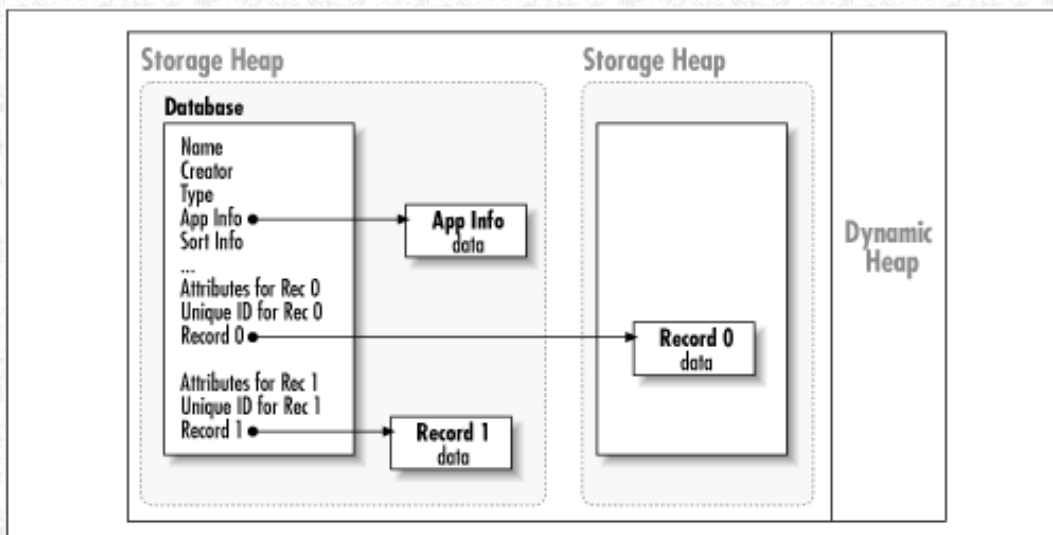 Storage Heap
Storage Heap
Database
Name
Creator
Type
App Info
Sort Info
...
Attributes for Rec 0
Unique ID for Rec 0
Record 0
Attributes for Rec 1
Unique ID for Rec 1
Record 1
App Info
data
Record 0
data
Record 1
data
Dynamic
Heap